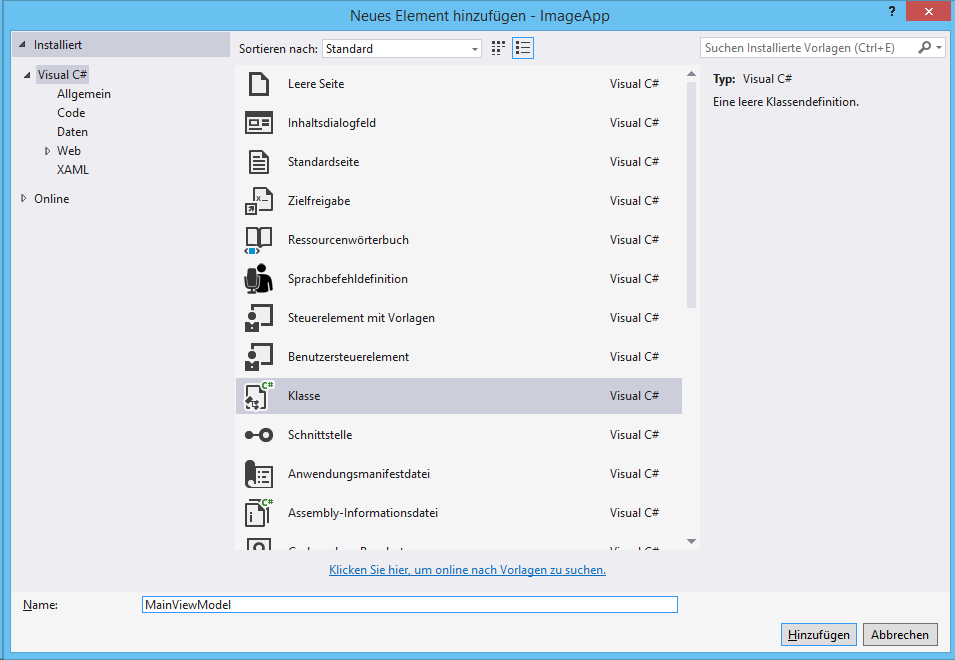 Neues Element hinzufügen - ImageApp
?
Installiert
Visual C#
Allgemein
Code
Daten
Web
XAML
Online
Sortieren nach: Standard
Suchen Installierte Vorlagen (Ctrl+E)
Leere Seite Visual C#
Inhaltsdialogfeld Visual C#
Standardseite Visual C#
Zielfreigabe Visual C#
Ressourcenwörterbuch Visual C#
Sprachbefehldefinition Visual C#
Steuerelement mit Vorlagen Visual C#
Benutzersteuerelement Visual C#
Klasse Visual C#
Schnittstelle Visual C#
Anwendungsmanifestdatei Visual C#
Assembly-Informationsdatei Visual C#
Typ: Visual C#
Eine leere Klassendefinition.
Klicken Sie hier, um online nach Vorlagen zu suchen.
Name: MainViewModel
Hinzufügen Abbrechen